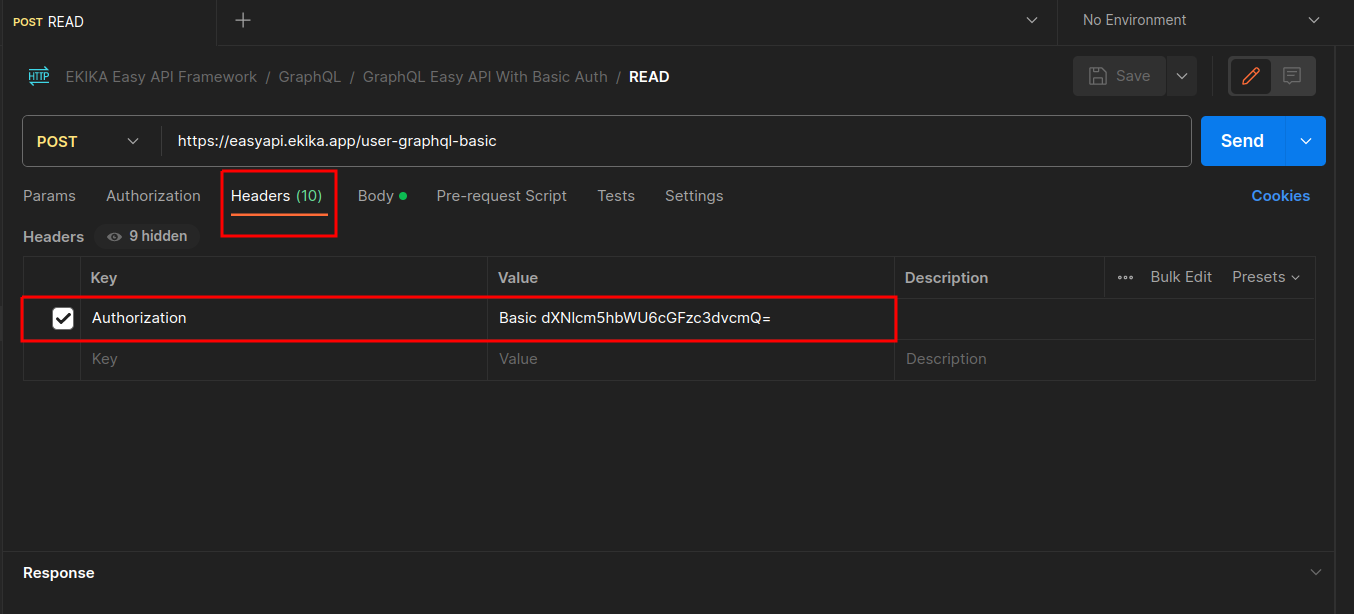 POST READ
No Environment
HTTP EKIKA Easy API Framework / GraphQL / GraphQL Easy API With Basic Auth / READ
Save
POST https://easyapi.ekika.app/user-graphql-basic Send
Params Authorization Headers (10) Body Pre-request Script Tests Settings Cookies
Headers 9 hidden
Key Value Description Bulk Edit Presets
Authorization Basic dXNlcm5hbWU6cGFzc3dvcmQ=
Key Value Description
Response